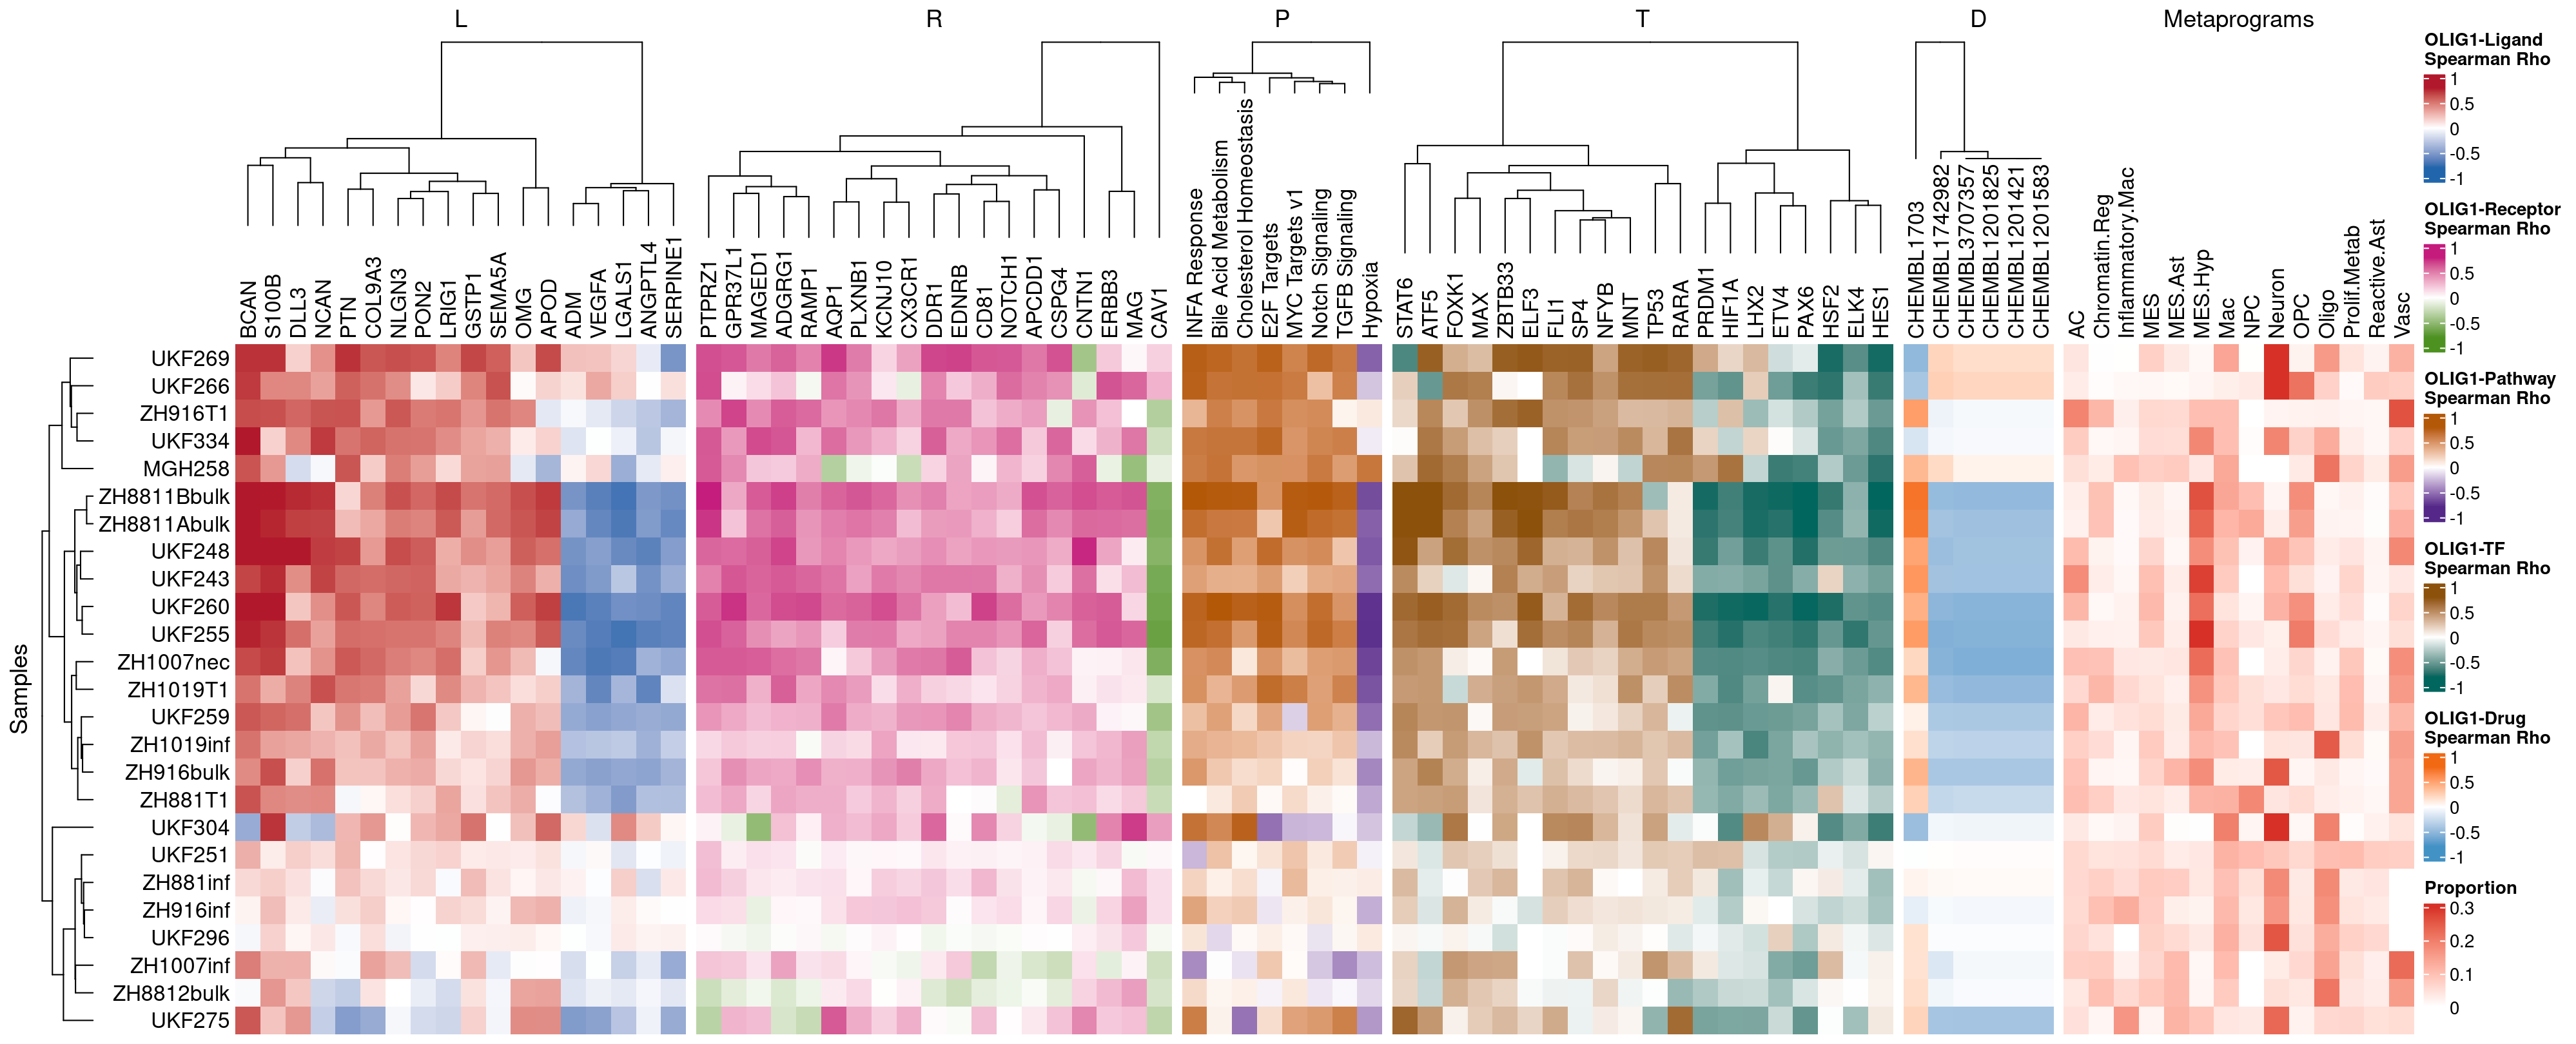 L
R
P
T
D
Metaprograms
BCAN
S100B
DLL3
NCAN
PTN
COL9A3
NLGN3
PON2
LRIG1
GSTP1
SEMA5A
OMG
APOD
ADM
VEGFA
LGALS1
ANGPTL4
SERPINE1
PTPRZ1
GPR37L1
MAGED1
ADGRG1
RAMP1
AQP1
PLXNB1
KCNJ10
CX3CR1
DDR1
EDNRB
CD81
NOTCH1
APCDD1
CSPG4
CNTN1
ERBB3
MAG
CAV1
INFA Response
Bile Acid Metabolism
Cholesterol Homeostasis
E2F Targets
MYC Targets v1
Notch Signaling
TGFB Signaling
Hypoxia
STAT6
ATF5
FOXK1
MAX
ZBTB33
ELF3
FLI1
SP4
NFYB
MNT
TP53
RARA
PRDM1
HIF1A
LHX2
ETV4
PAX6
HSF2
ELK4
HES1
CHEMBL1703
CHEMBL1742982
CHEMBL3707357
CHEMBL1201825
CHEMBL1201421
CHEMBL1201583
AC
Chromatin.Reg
Inflammatory.Mac
MES
MES.Ast
MES.Hyp
Mac
NPC
Neuron
OPC
Oligo
Prolif.Metab
Reactive.Ast
Vasc
Samples
UKF269
UKF266
ZH916T1
UKF334
MGH258
ZH8811Bbulk
ZH8811Abulk
UKF248
UKF243
UKF260
UKF255
ZH1007nec
ZH1019T1
UKF259
ZH1019inf
ZH916bulk
ZH881T1
UKF304
UKF251
ZH881inf
ZH916inf
UKF296
ZH1007inf
ZH8812bulk
UKF275
OLIG1-Ligand
Spearman Rho
1
0.5
0
-0.5
-1
OLIG1-Receptor
Spearman Rho
1
0.5
0
-0.5
-1
OLIG1-Pathway
Spearman Rho
1
0.5
0
-0.5
-1
OLIG1-TF
Spearman Rho
1
0.5
0
-0.5
-1
OLIG1-Drug
Spearman Rho
1
0.5
0
-0.5
-1
Proportion
0.3
0.2
0.1
0